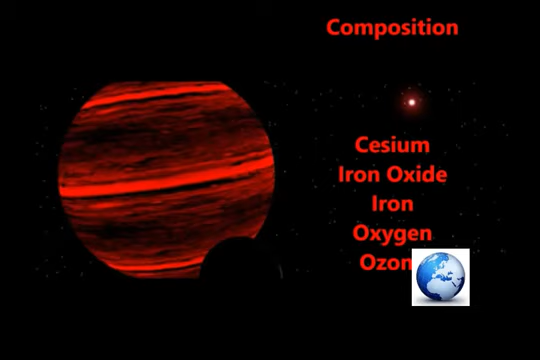 Composition
Cesium
Iron Oxide
Iron
Oxygen
Ozon